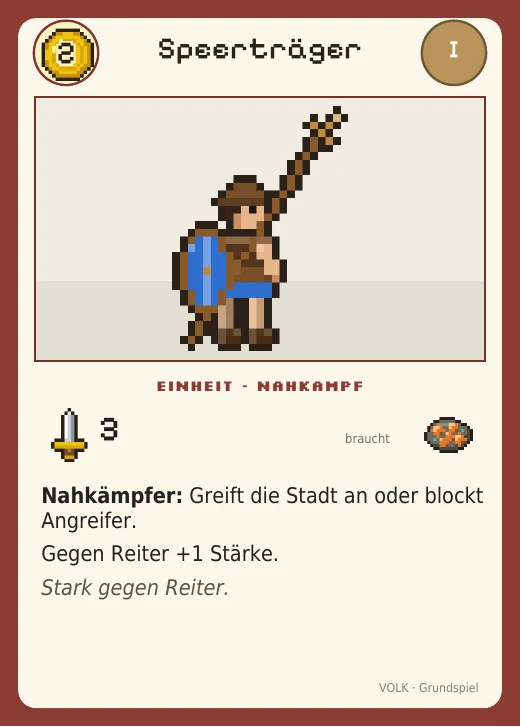 2
Speerträger
I
EINHEIT - NAHKAMPF
3
braucht
Nahkämpfer: Greift die Stadt an oder blockt
Angreifer.
Gegen Reiter +1 Stärke.
Stark gegen Reiter.
VOLK · Grundspiel